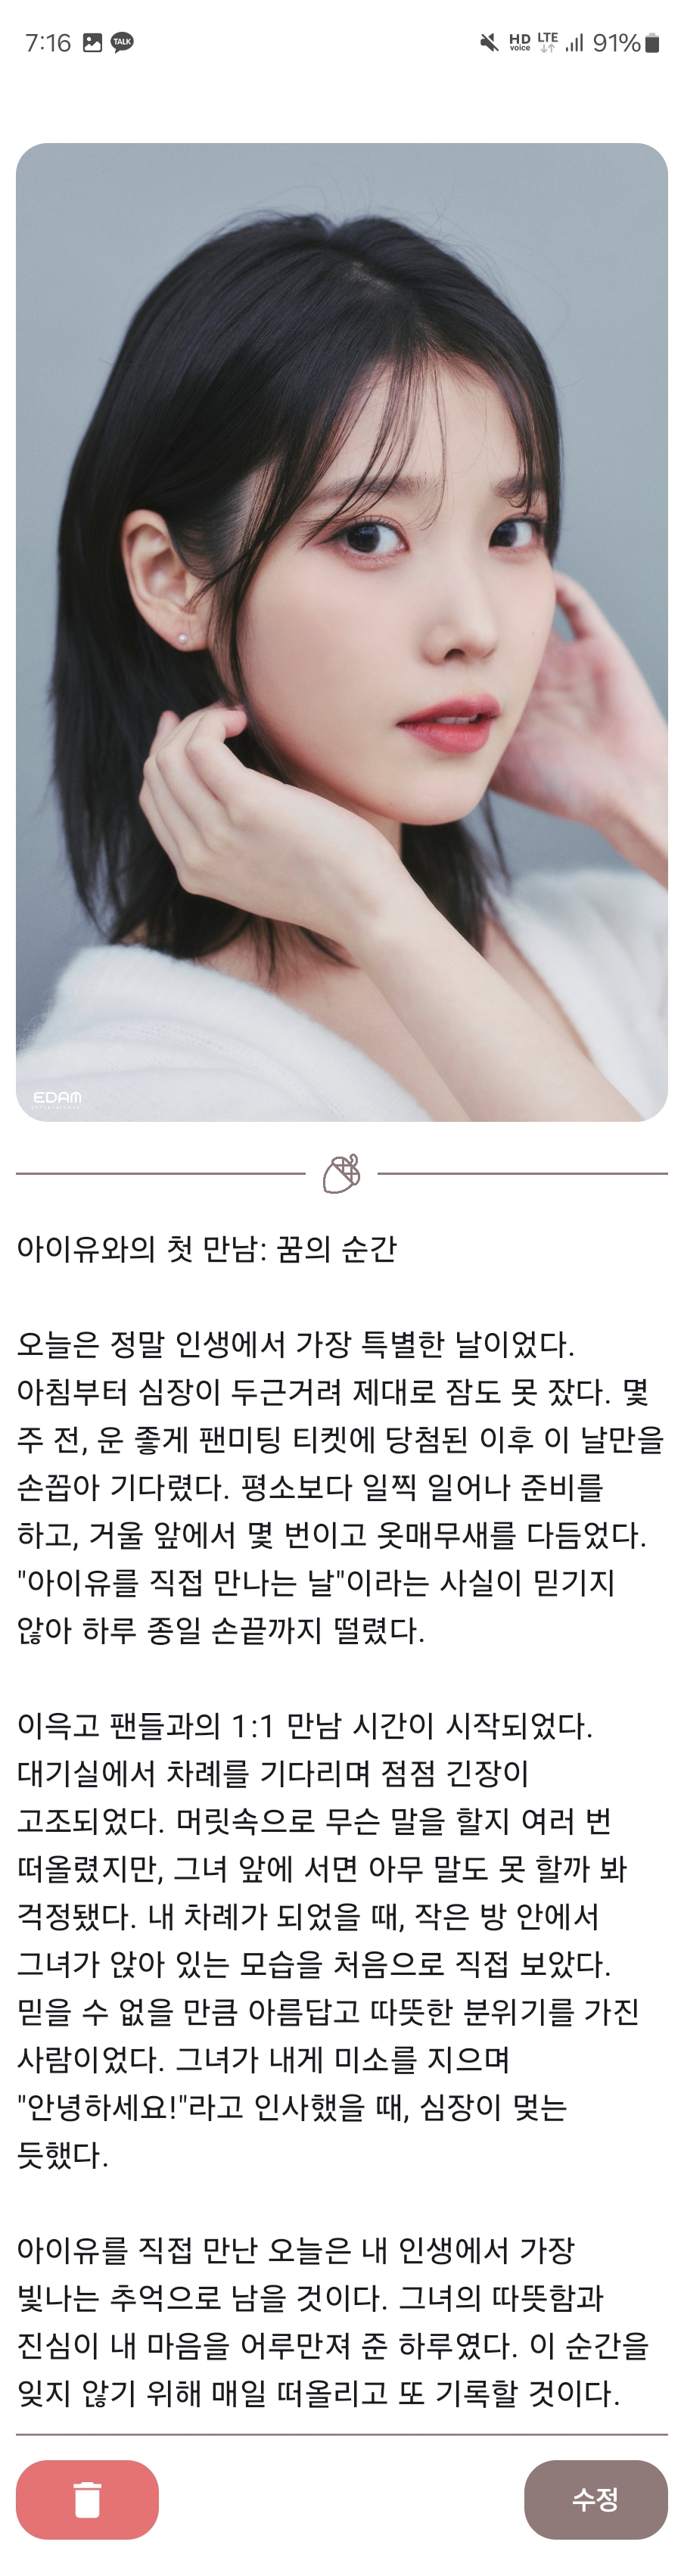 7:16 TALK HD voice LTE 91%
EDAM
아이유와의 첫 만남: 꿈의 순간
오늘은 정말 인생에서 가장 특별한 날이었다.
아침부터 심장이 두근거려 제대로 잠도 못 잤다. 몇
주 전, 운 좋게 팬미팅 티켓에 당첨된 이후 이 날만을
손꼽아 기다렸다. 평소보다 일찍 일어나 준비를
하고, 거울 앞에서 몇 번이고 옷매무새를 다듬었다.
"아이유를 직접 만나는 날"이라는 사실이 믿기지
않아 하루 종일 손끝까지 떨렸다.
이윽고 팬들과의 1:1 만남 시간이 시작되었다.
대기실에서 차례를 기다리며 점점 긴장이
고조되었다. 머릿속으로 무슨 말을 할지 여러 번
떠올렸지만, 그녀 앞에 서면 아무 말도 못 할까 봐
걱정됐다. 내 차례가 되었을 때, 작은 방 안에서
그녀가 앉아 있는 모습을 처음으로 직접 보았다.
믿을 수 없을 만큼 아름답고 따뜻한 분위기를 가진
사람이었다. 그녀가 내게 미소를 지으며
"안녕하세요!"라고 인사했을 때, 심장이 멎는
듯했다.
아이유를 직접 만난 오늘은 내 인생에서 가장
빛나는 추억으로 남을 것이다. 그녀의 따뜻함과
진심이 내 마음을 어루만져 준 하루였다. 이 순간을
잊지 않기 위해 매일 떠올리고 또 기록할 것이다.
수정